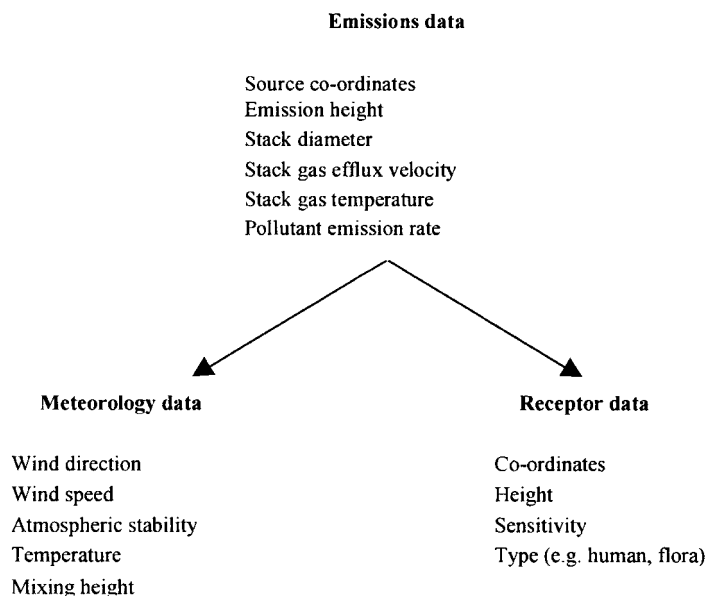 Emissions data
Source co-ordinates
Emission height
Stack diameter
Stack gas efflux velocity
Stack gas temperature
Pollutant emission rate
Meteorology data
Wind direction
Wind speed
Atmospheric stability
Temperature
Mixing height
Receptor data
Co-ordinates
Height
Sensitivity
Type (e.g. human, flora)